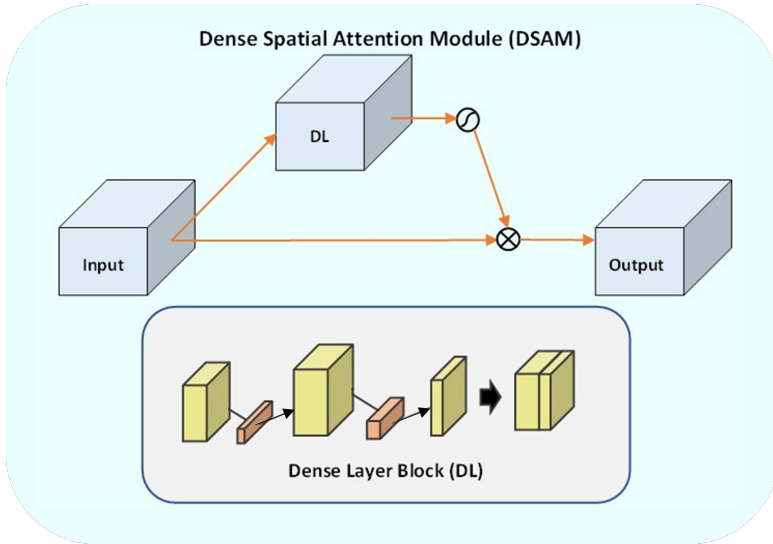 Dense Spatial Attention Module (DSAM)
DL
Input
Output
Dense Layer Block (DL)